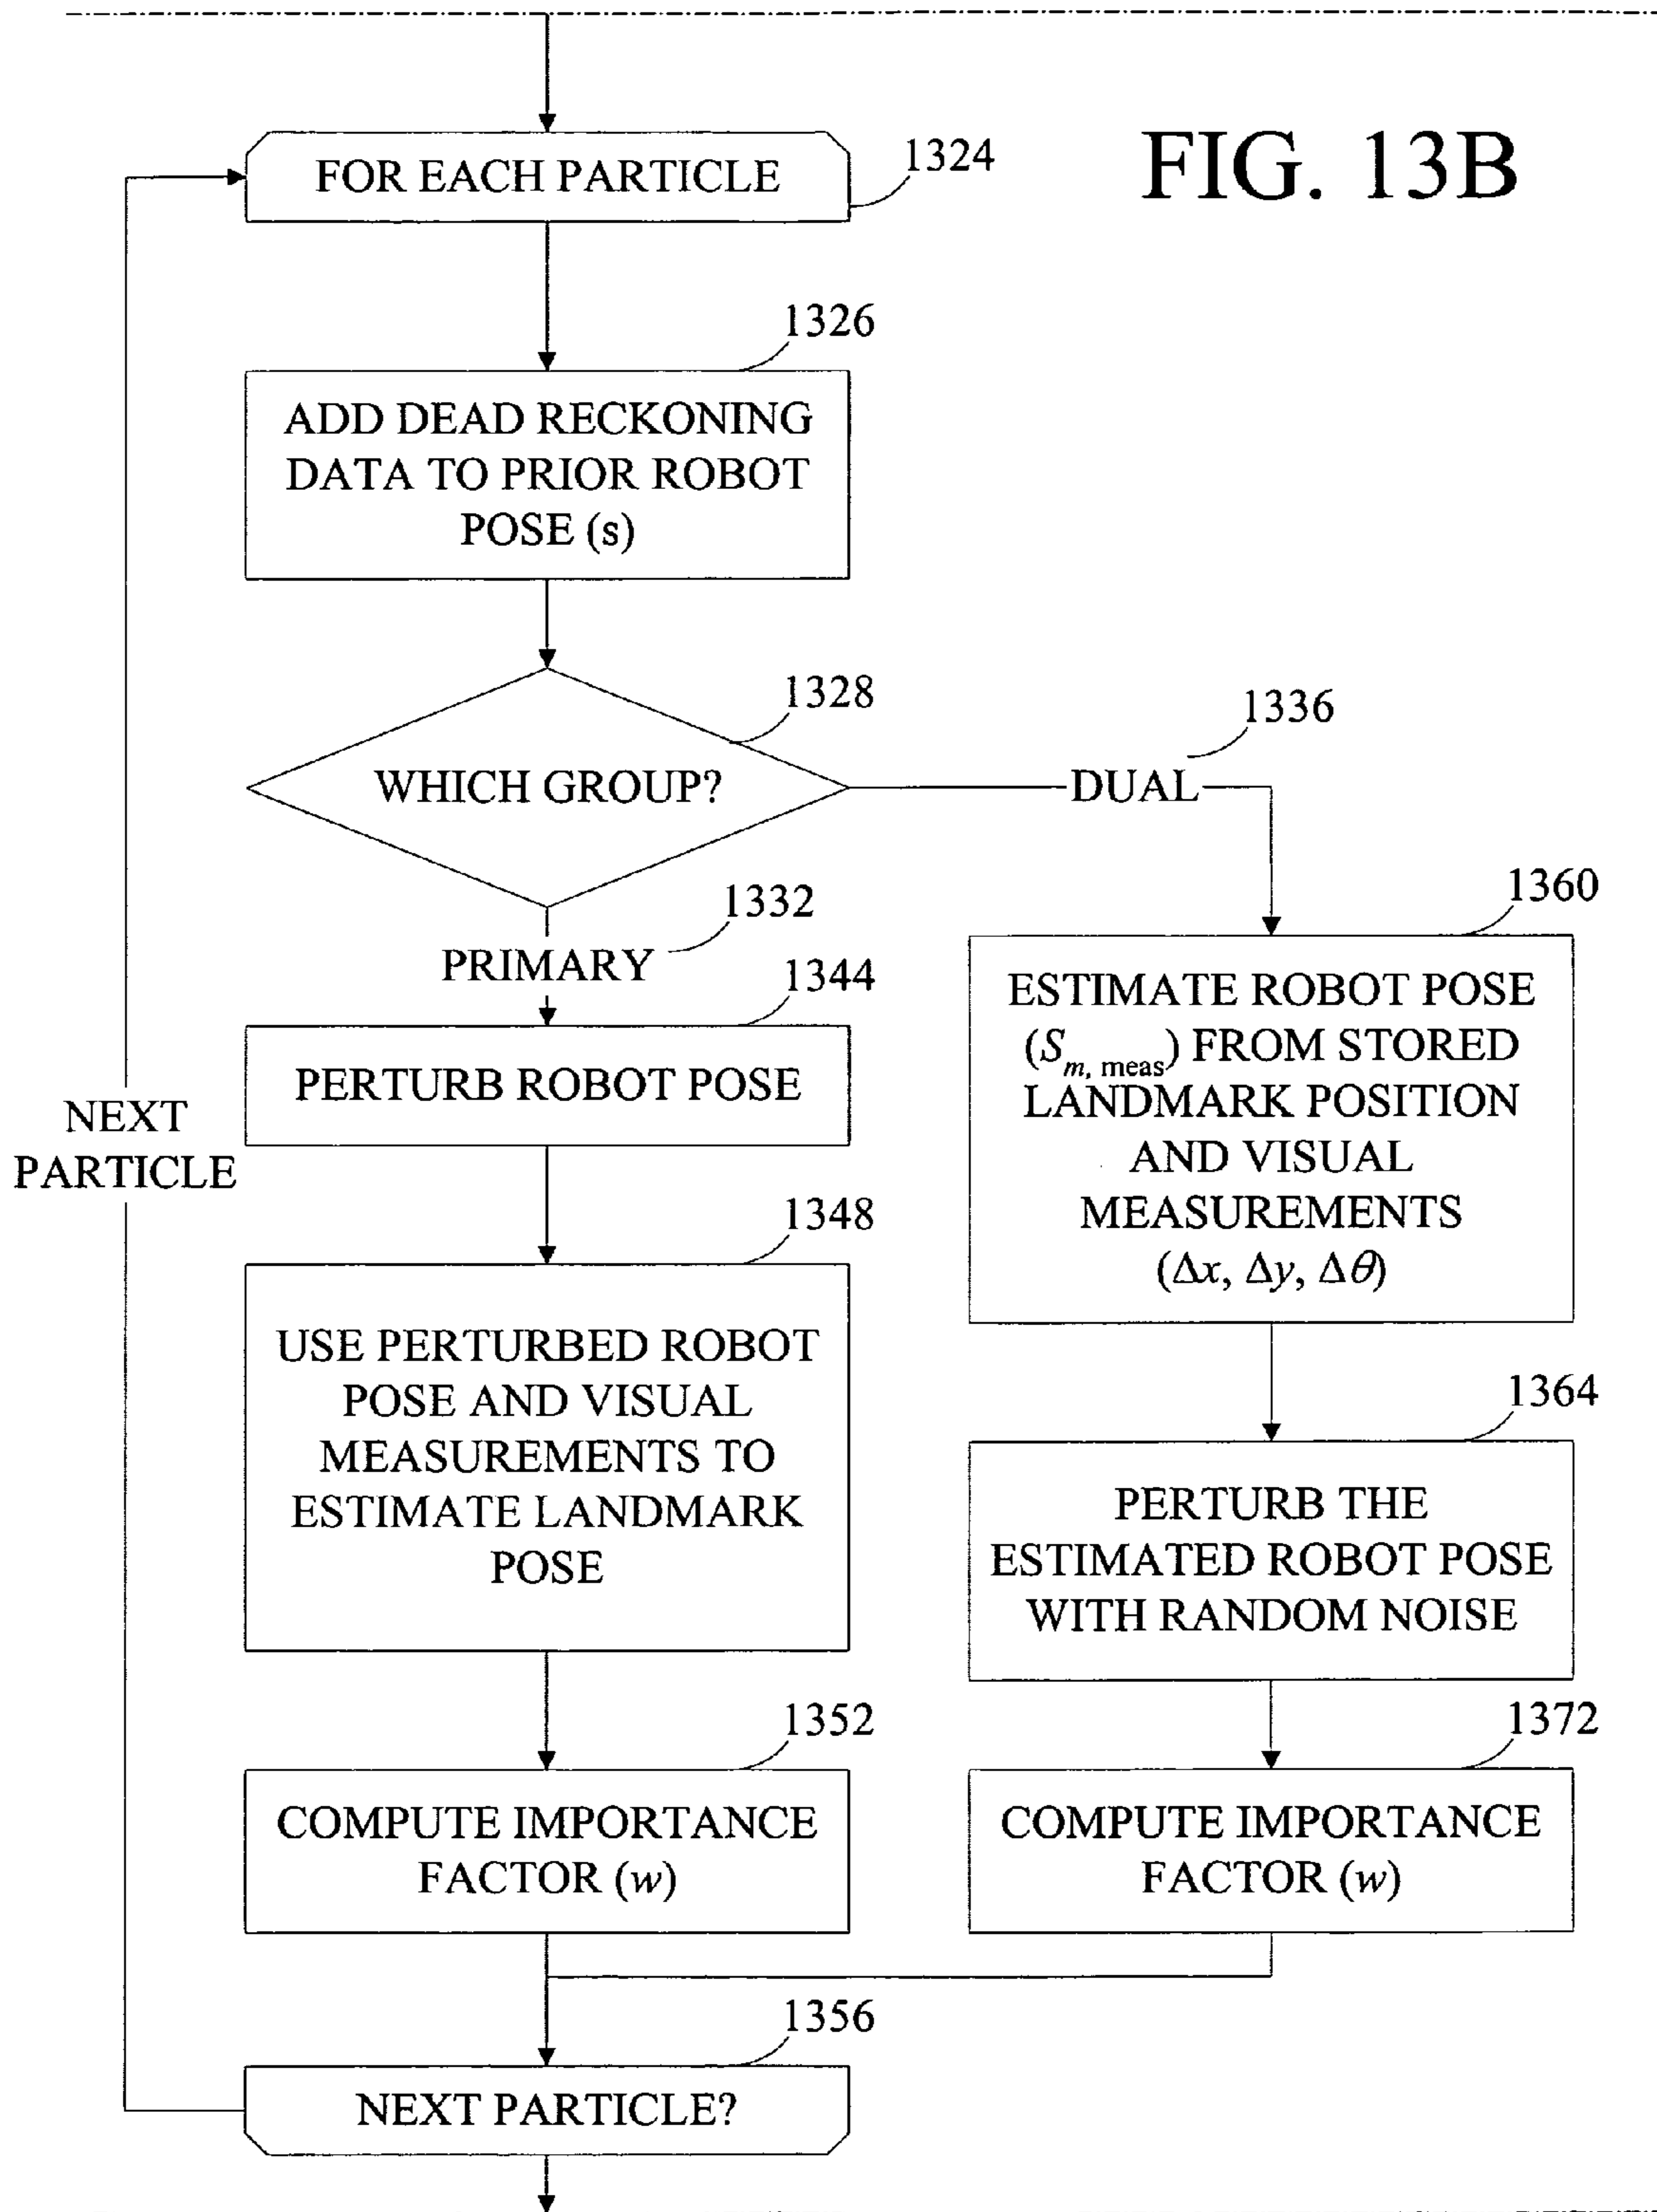 FIG. 13B
FOR EACH PARTICLE
1324
1326
ADD DEAD RECKONING
DATA TO PRIOR ROBOT
POSE (s)
1328
WHICH GROUP?
1336
DUAL
1332
PRIMARY
1344
PERTURB ROBOT POSE
NEXT
PARTICLE
1348
USE PERTURBED ROBOT
POSE AND VISUAL
MEASUREMENTS TO
ESTIMATE LANDMARK
POSE
1352
COMPUTE IMPORTANCE
FACTOR (w)
1360
ESTIMATE ROBOT POSE
(S_m, meas) FROM STORED
LANDMARK POSITION
AND VISUAL
MEASUREMENTS
(Δx, Δy, Δθ)
1364
PERTURB THE
ESTIMATED ROBOT POSE
WITH RANDOM NOISE
1372
COMPUTE IMPORTANCE
FACTOR (w)
1356
NEXT PARTICLE?